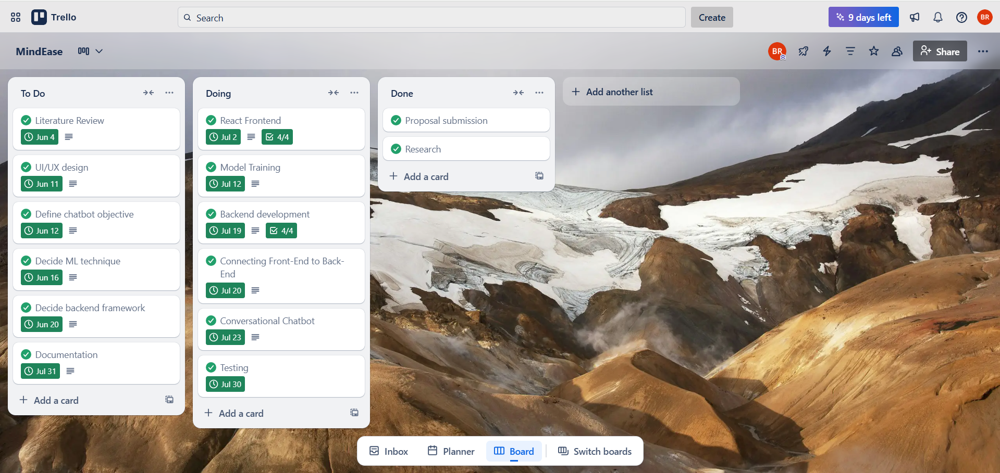 Trello
Search
Create
9 days left
BR
MindEase
BR
Share
To Do
Literature Review
Jun 4
UI/UX design
Jun 11
Define chatbot objective
Jun 12
Decide ML technique
Jun 16
Decide backend framework
Jun 20
Documentation
Jul 31
Add a card
Doing
React Frontend
Jul 2 4/4
Model Training
Jul 12
Backend development
Jul 19 4/4
Connecting Front-End to Back-
End
Jul 20
Conversational Chatbot
Jul 23
Testing
Jul 30
Add a card
Done
Proposal submission
Research
Add a card
Add another list
Inbox
Planner
Board
Switch boards